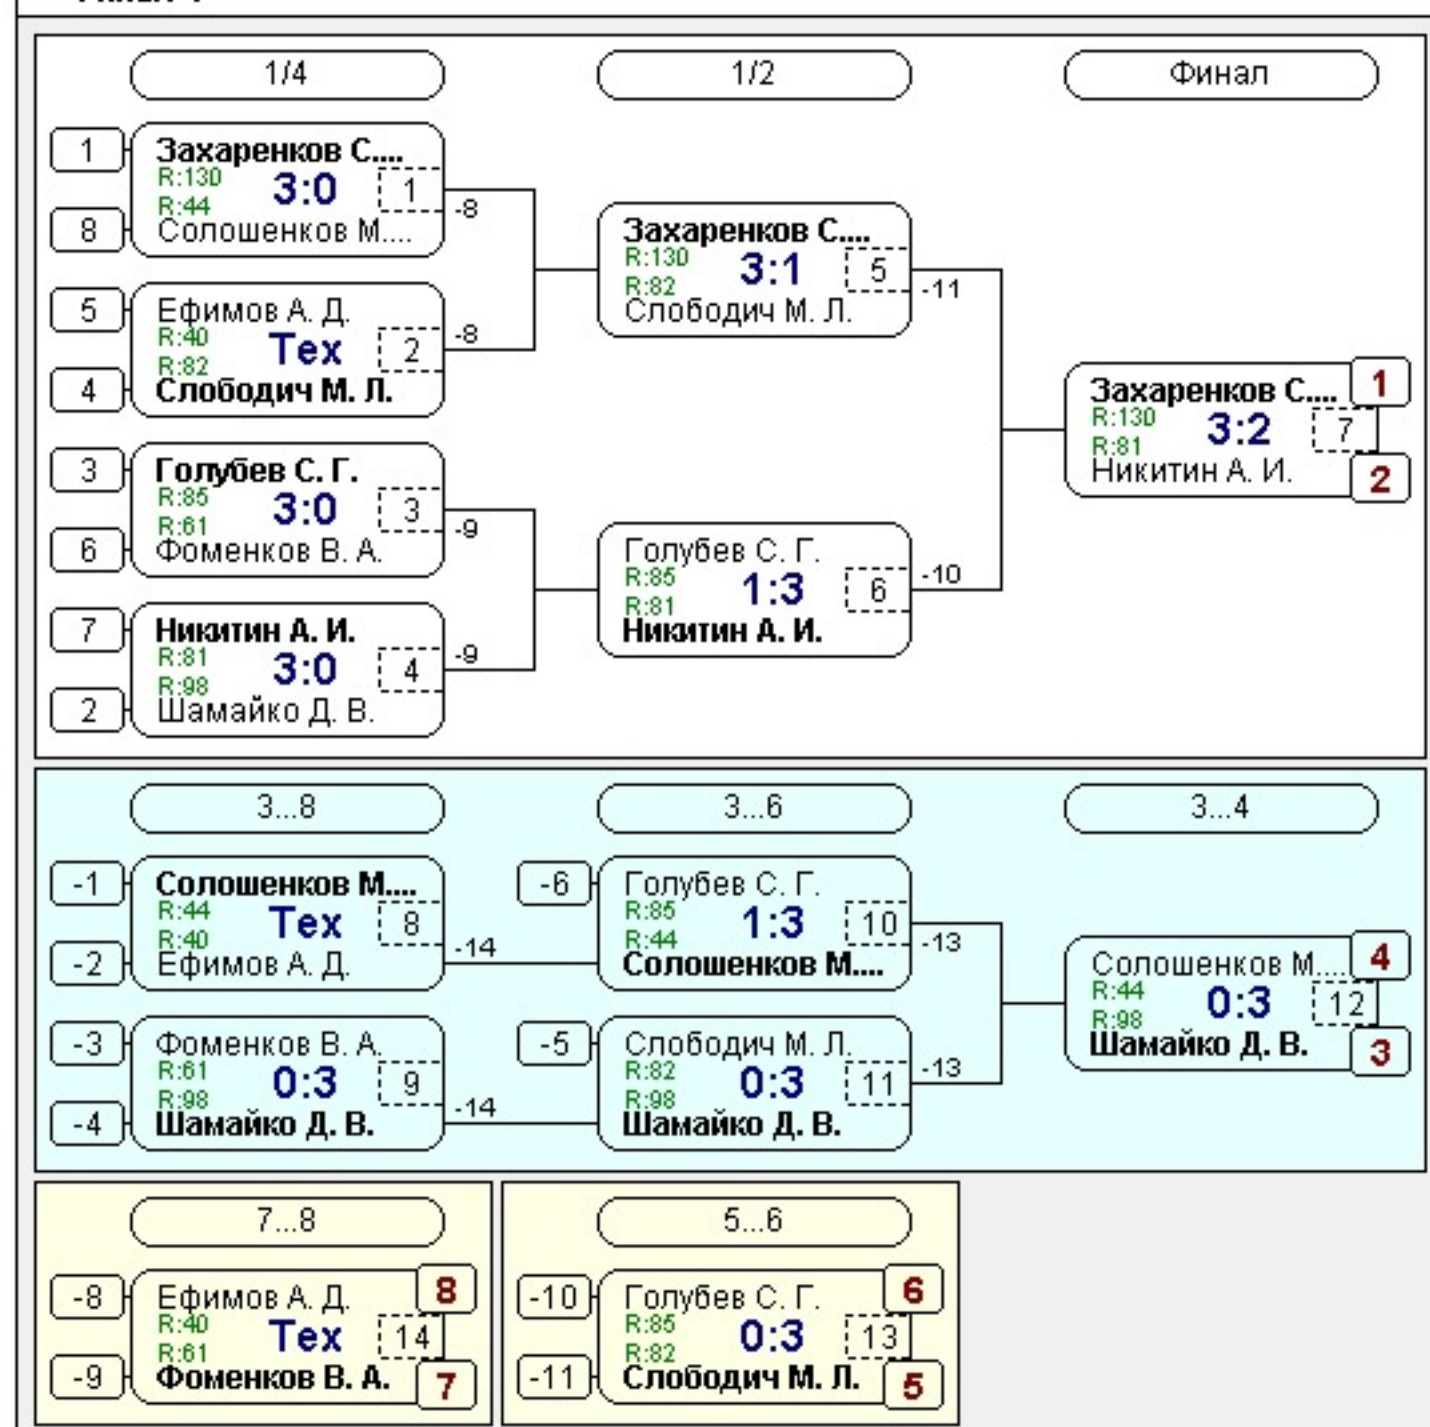 1/4 1/2 Финал
1 Захаренков С....
R:130 3:0 1
R:44 -8
8 Солошенков М....
5 Ефимов А. Д.
R:40 Тех 2 -8
R:82
4 Слободич М. Л.
3 Голубев С. Г.
R:85 3:0 3
R:61 -9
6 Фоменков В. А.
7 Никитин А. И.
R:81 3:0 4 -9
R:98
2 Шамайко Д. В.
Захаренков С....
R:130 3:1 5
R:82 -11
Слободич М. Л.
Голубев С. Г.
R:85 1:3 6 -10
R:81
Никитин А. И.
Захаренков С.... 1
R:130 3:2 7
R:81
Никитин А. И. 2
3...8 3...6 3...4
-1 Солошенков М....
R:44 Тех 8
R:40 -14
-2 Ефимов А. Д.
-3 Фоменков В. А.
R:61 0:3 9
R:98 -14
-4 Шамайко Д. В.
-6 Голубев С. Г.
R:85 1:3 10
R:44 -13
Солошенков М....
-5 Слободич М. Л.
R:82 0:3 11 -13
R:98
Шамайко Д. В.
Солошенков М.... 4
R:44 0:3 12
R:98
Шамайко Д. В. 3
7...8
-8 Ефимов А. Д. 8
R:40 Тех 14
R:61
-9 Фоменков В. А. 7
5...6
-10 Голубев С. Г. 6
R:85 0:3 13
R:82
-11 Слободич М. Л. 5